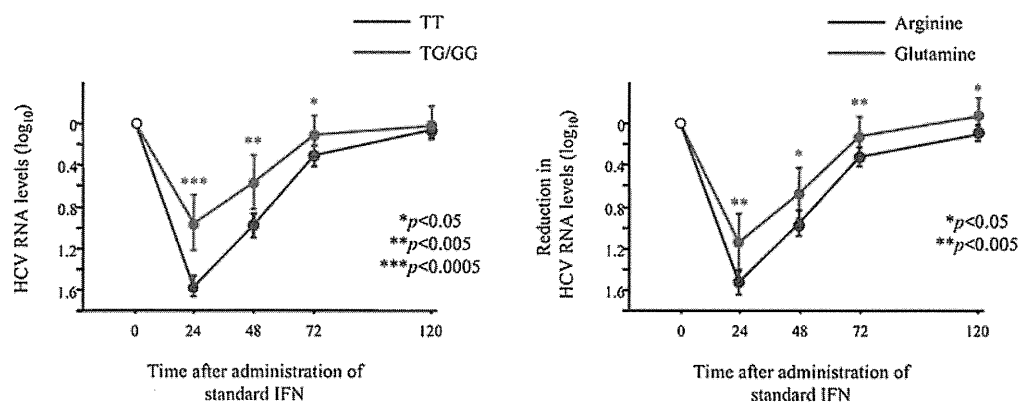 TT
TG/GG
HCV RNA levels (log10)
0
0.4
0.8
1.2
1.6
***
**
*
*p<0.05
**p<0.005
***p<0.0005
0 24 48 72 120
Time after administration of
standard IFN
Arginine
Glutamine
Reduction in
HCV RNA levels (log10)
0
0.4
0.8
1.2
1.6
**
*
**
*
*p<0.05
**p<0.005
0 24 48 72 120
Time after administration of
standard IFN